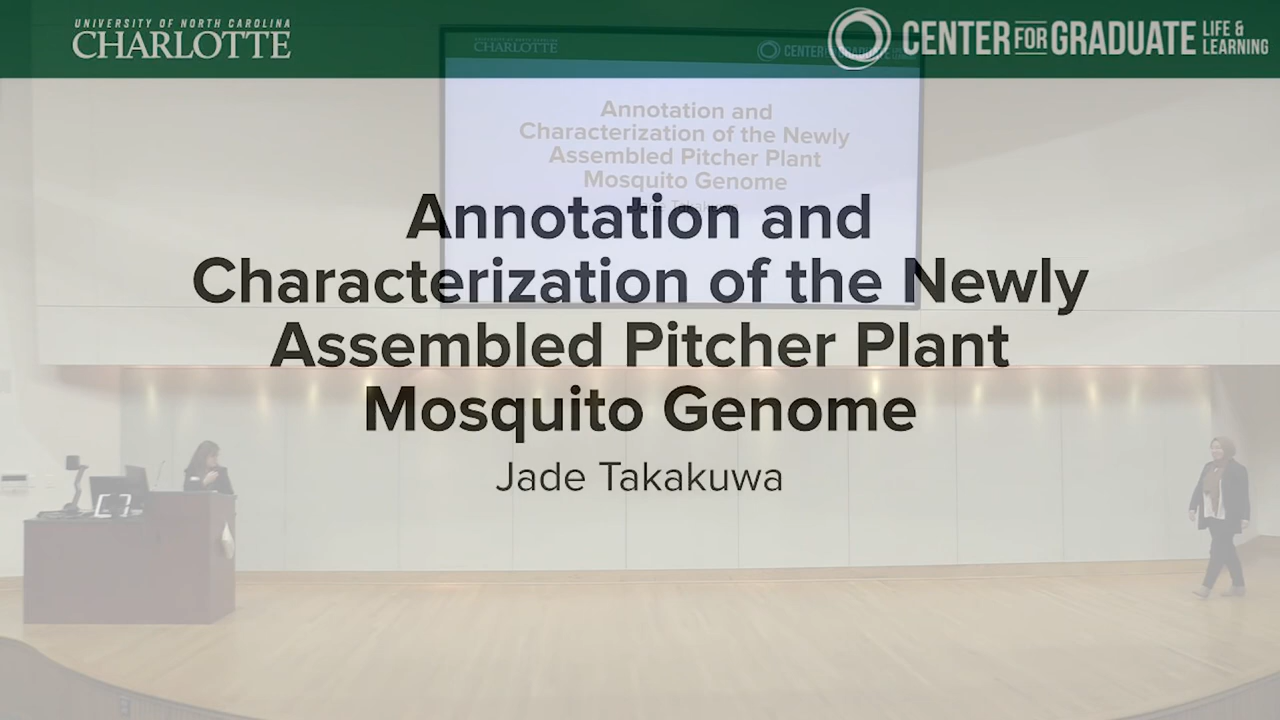 UNIVERSITY OF NORTH CAROLINA
CHARLOTTE
CENTER FOR GRADUATE LIFE & LEARNING
CHARLOTTE
Annotation and
Characterization of the Newly
Assembled Pitcher Plant
Mosquito Genome
Annotation and
Characterization of the Newly
Assembled Pitcher Plant
Mosquito Genome
Jade Takakuwa